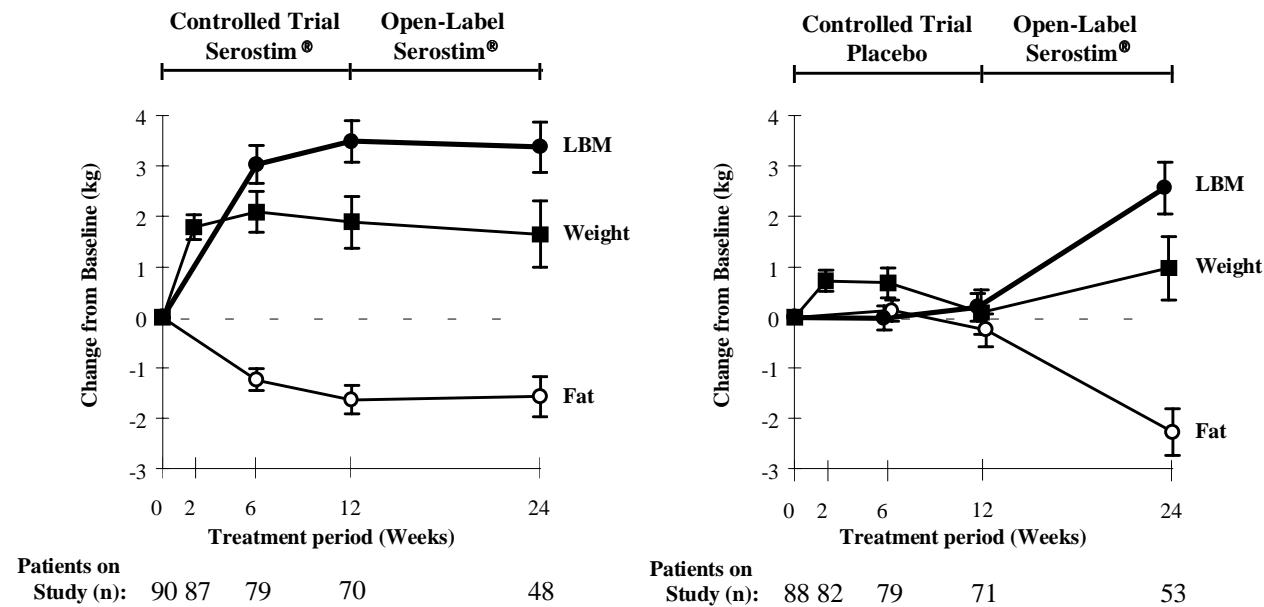 Controlled Trial
Serostim®
Open-Label
Serostim®
Change from Baseline (kg)
4
3
2
1
0
-1
-2
-3
LBM
Weight
Fat
0 2 6 12 24
Treatment period (Weeks)
Patients on
Study (n): 90 87 79 70 48
Controlled Trial
Placebo
Open-Label
Serostim®
Change from Baseline (kg)
4
3
2
1
0
-1
-2
-3
LBM
Weight
Fat
0 2 6 12 24
Treatment period (Weeks)
Patients on
Study (n): 88 82 79 71 53